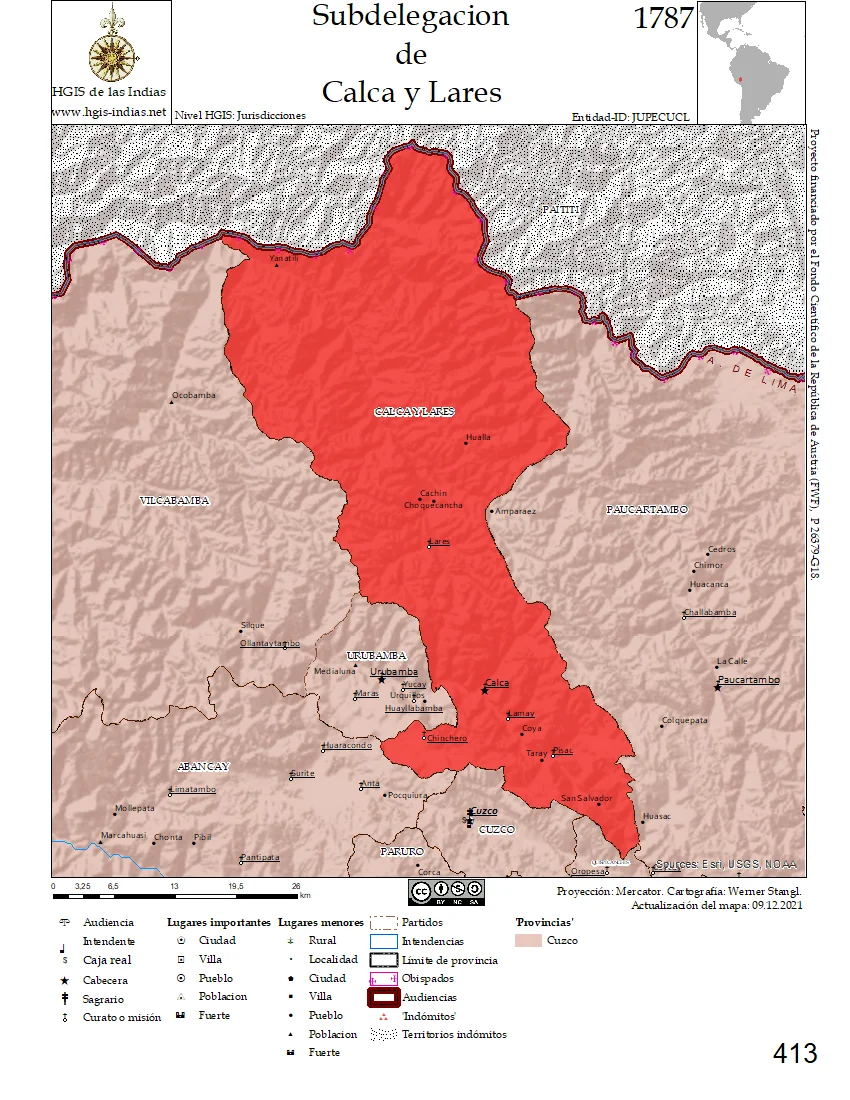 Subdelegacion
de
Calca y Lares
1787
HGIS de las Indias
www.hgis-indias.net
Nivel HGIS: Jurisdicciones
Entidad-ID: JUPECUCL
Proyecto financiado por el Fondo Científico de la República de Austria (FWF), P 26379-G18.
PAITITI
Yanatili
A. DE LIMA
Ocobamba
CALCA Y LARES
Hualla
Cachin
Choquecancha
VILCABAMBA
Amparaez
PAUCARTAMBO
Lares
Cedros
Chimor
Huacanca
Challabamba
Silque
Ollantaytambo
URUBAMBA
Medialuna
Urubamba
La Calle
Yucay
Calca
Paucartambo
Maras
Urquillos
Huayllabamba
Lamay
Colquepata
Coya
Chinchero
Huarocondo
Taray
Pisac
ABANCAY
Surite
Anta
Limatambo
Pocquiura
San Salvador
Mollepata
Cuzco
S
Huasac
CUZCO
Marcahuasi
Chonta
Pibil
PARURO
Pantipata
QUISPICANCHIS
Oropesa
Corca
Sources: Esri, USGS, NOAA
0 3,25 6,5 13 19,5 26
km
CC BY NC SA
Proyección: Mercator. Cartografía: Werner Stangl.
Actualización del mapa: 09.12.2021
Audiencia
Intendente
S Caja real
Cabecera
Sagrario
Curato o misión
Lugares importantes
Ciudad
Villa
Pueblo
Poblacion
Fuerte
Lugares menores
Rural
Localidad
Ciudad
Villa
Pueblo
Poblacion
Fuerte
Partidos
Intendencias
Límite de provincia
Obispados
Audiencias
'Indómitos'
Territorios indómitos
'Provincias'
Cuzco
413